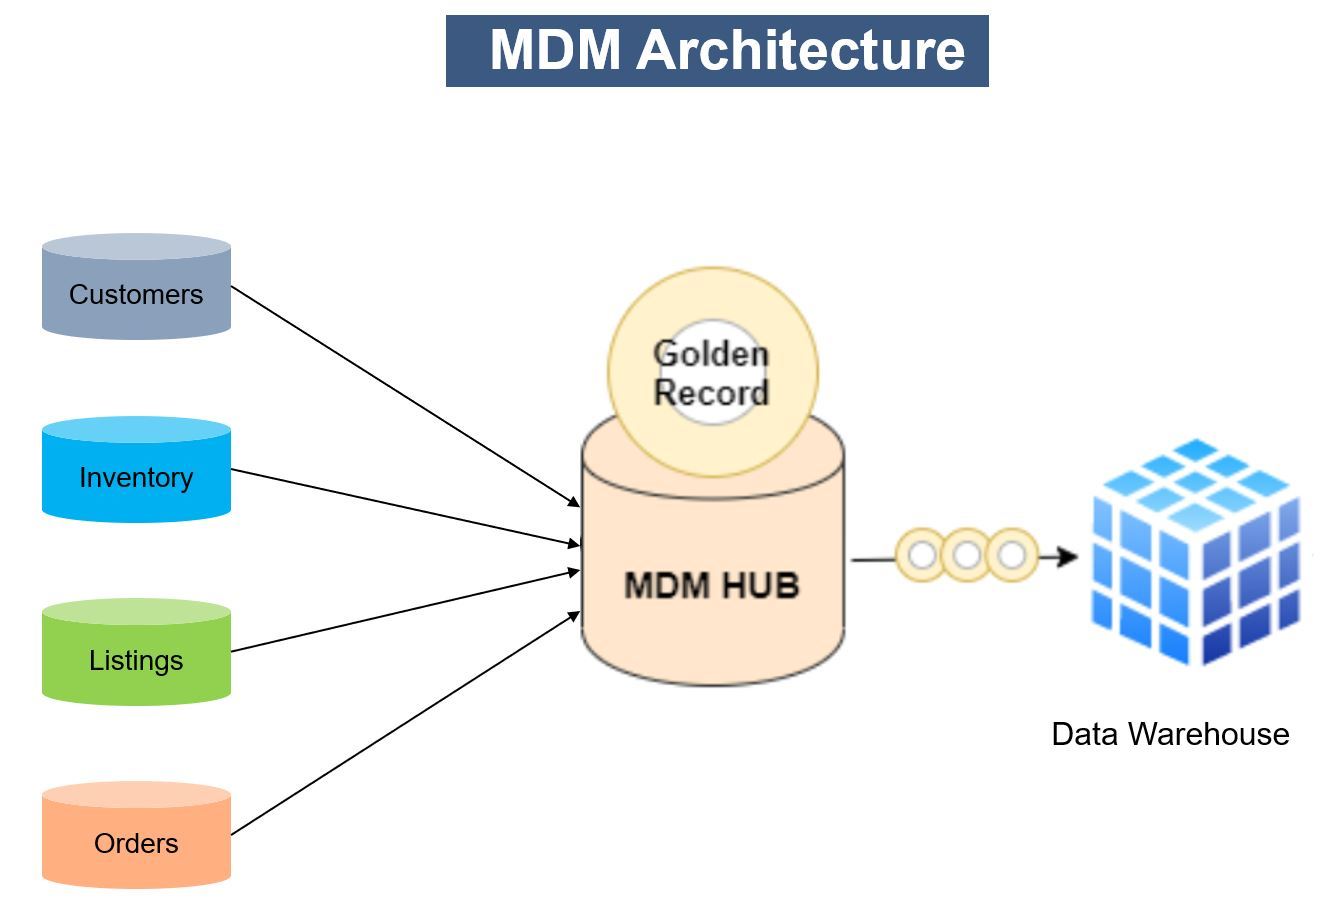 MDM Architecture
Customers
Inventory
Listings
Orders
Golden
Record
MDM HUB
Data Warehouse